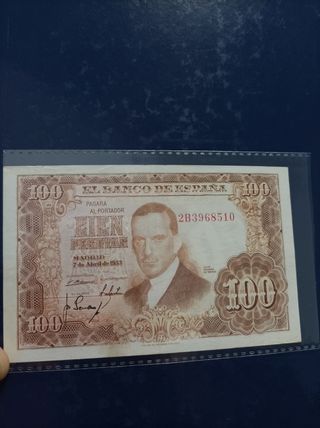 100 EL BANCO DE ESPAÑA 100
PAGARA
AL PORTADOR
CIEN
PESETAS
2B3968510
MADRID
7 de Abril de 1953
100 100